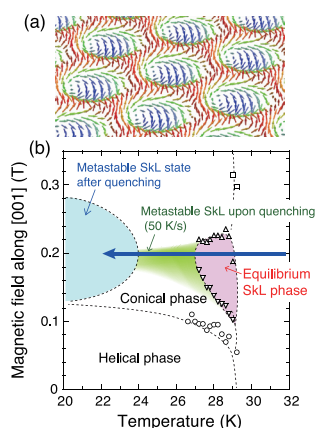 (a)
(b)
Metastable SkL state
after quenching
Metastable SkL upon quenching
(50 K/s)
Equilibrium
SkL phase
Conical phase
Helical phase
0.3
0.2
0.1
0
20 22 24 26 28 30 32
Temperature (K)
Magnetic field along [001] (T)